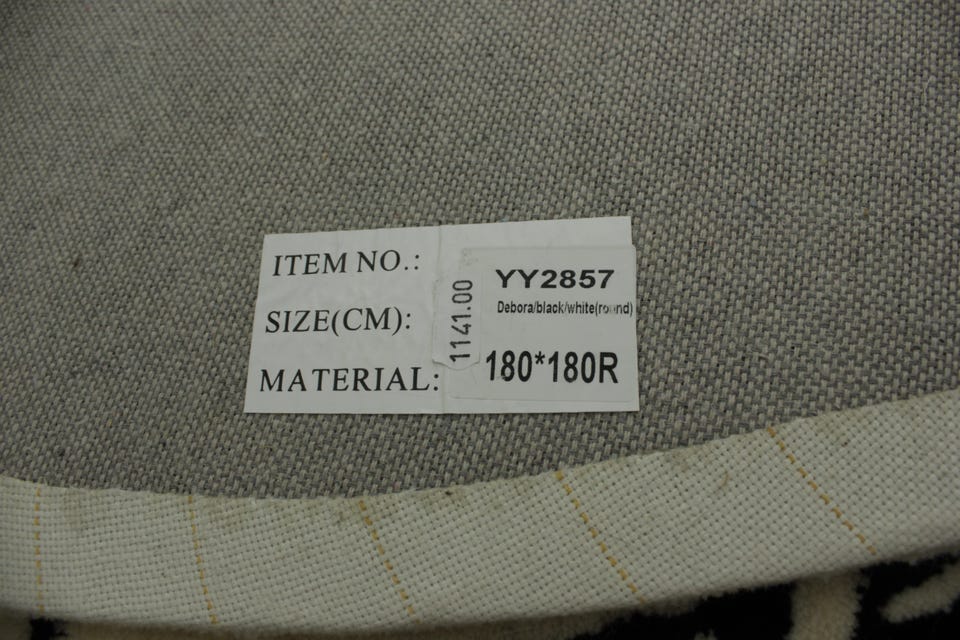 ITEM NO.:
YY2857
Debora/black/white(round)
SIZE(CM):
1141.00
MATERIAL:
180*180R